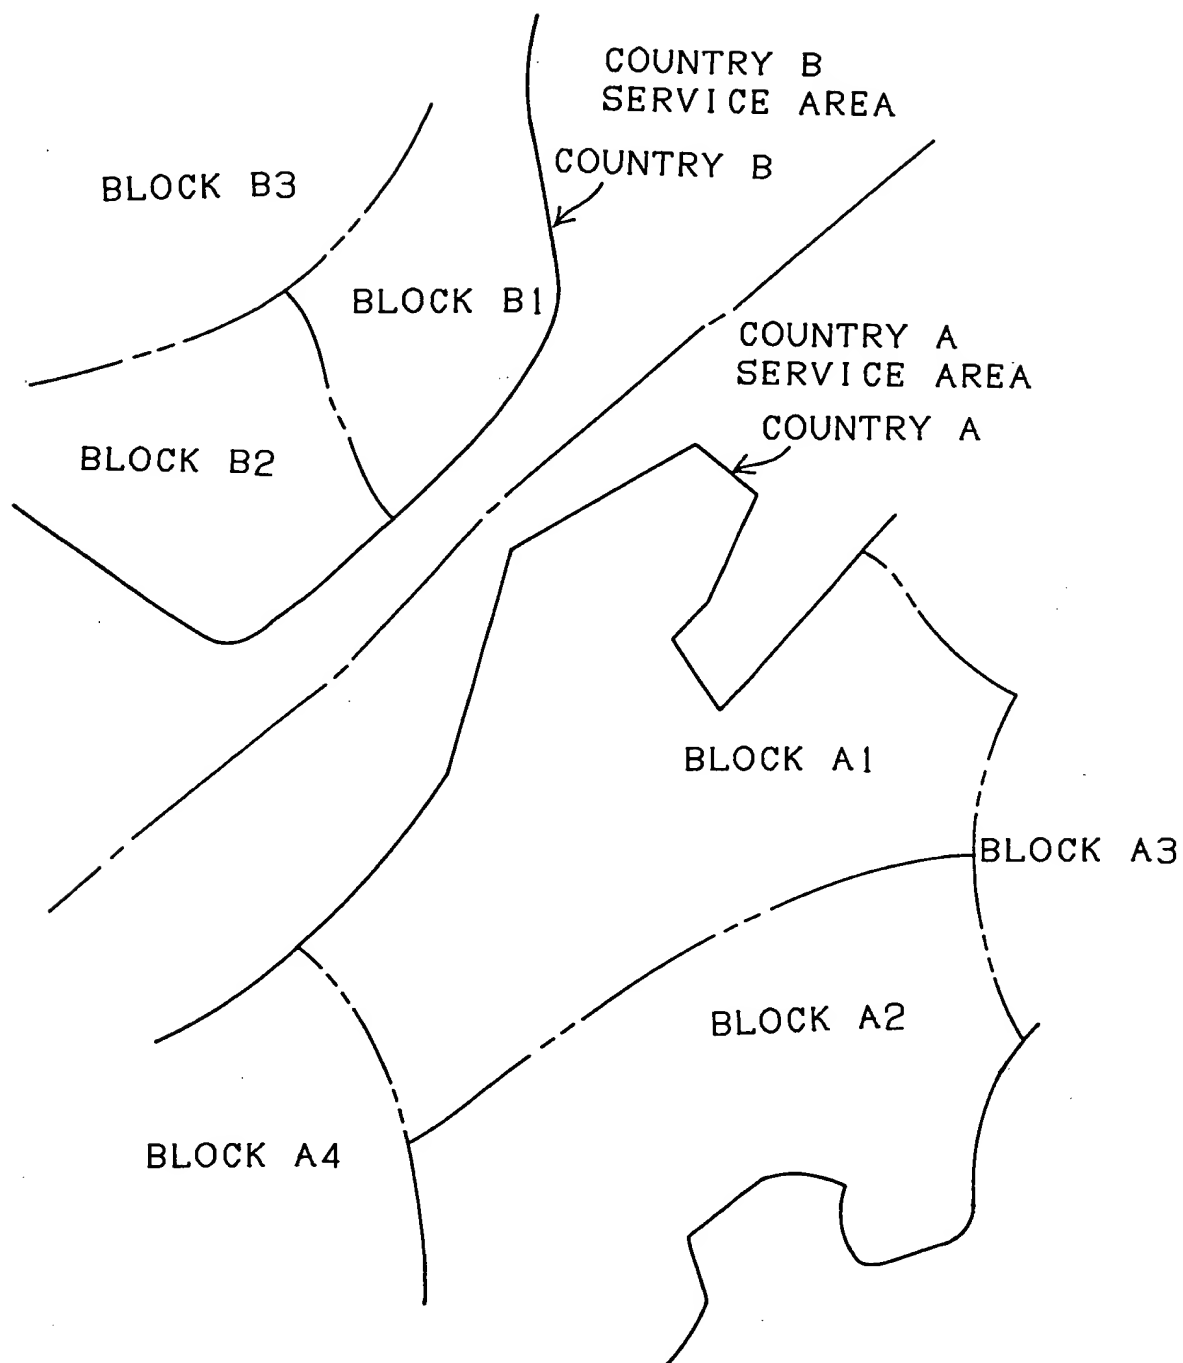 COUNTRY B
SERVICE AREA
COUNTRY B
BLOCK B3
BLOCK B1
COUNTRY A
SERVICE AREA
COUNTRY A
BLOCK B2
BLOCK A1
BLOCK A3
BLOCK A2
BLOCK A4